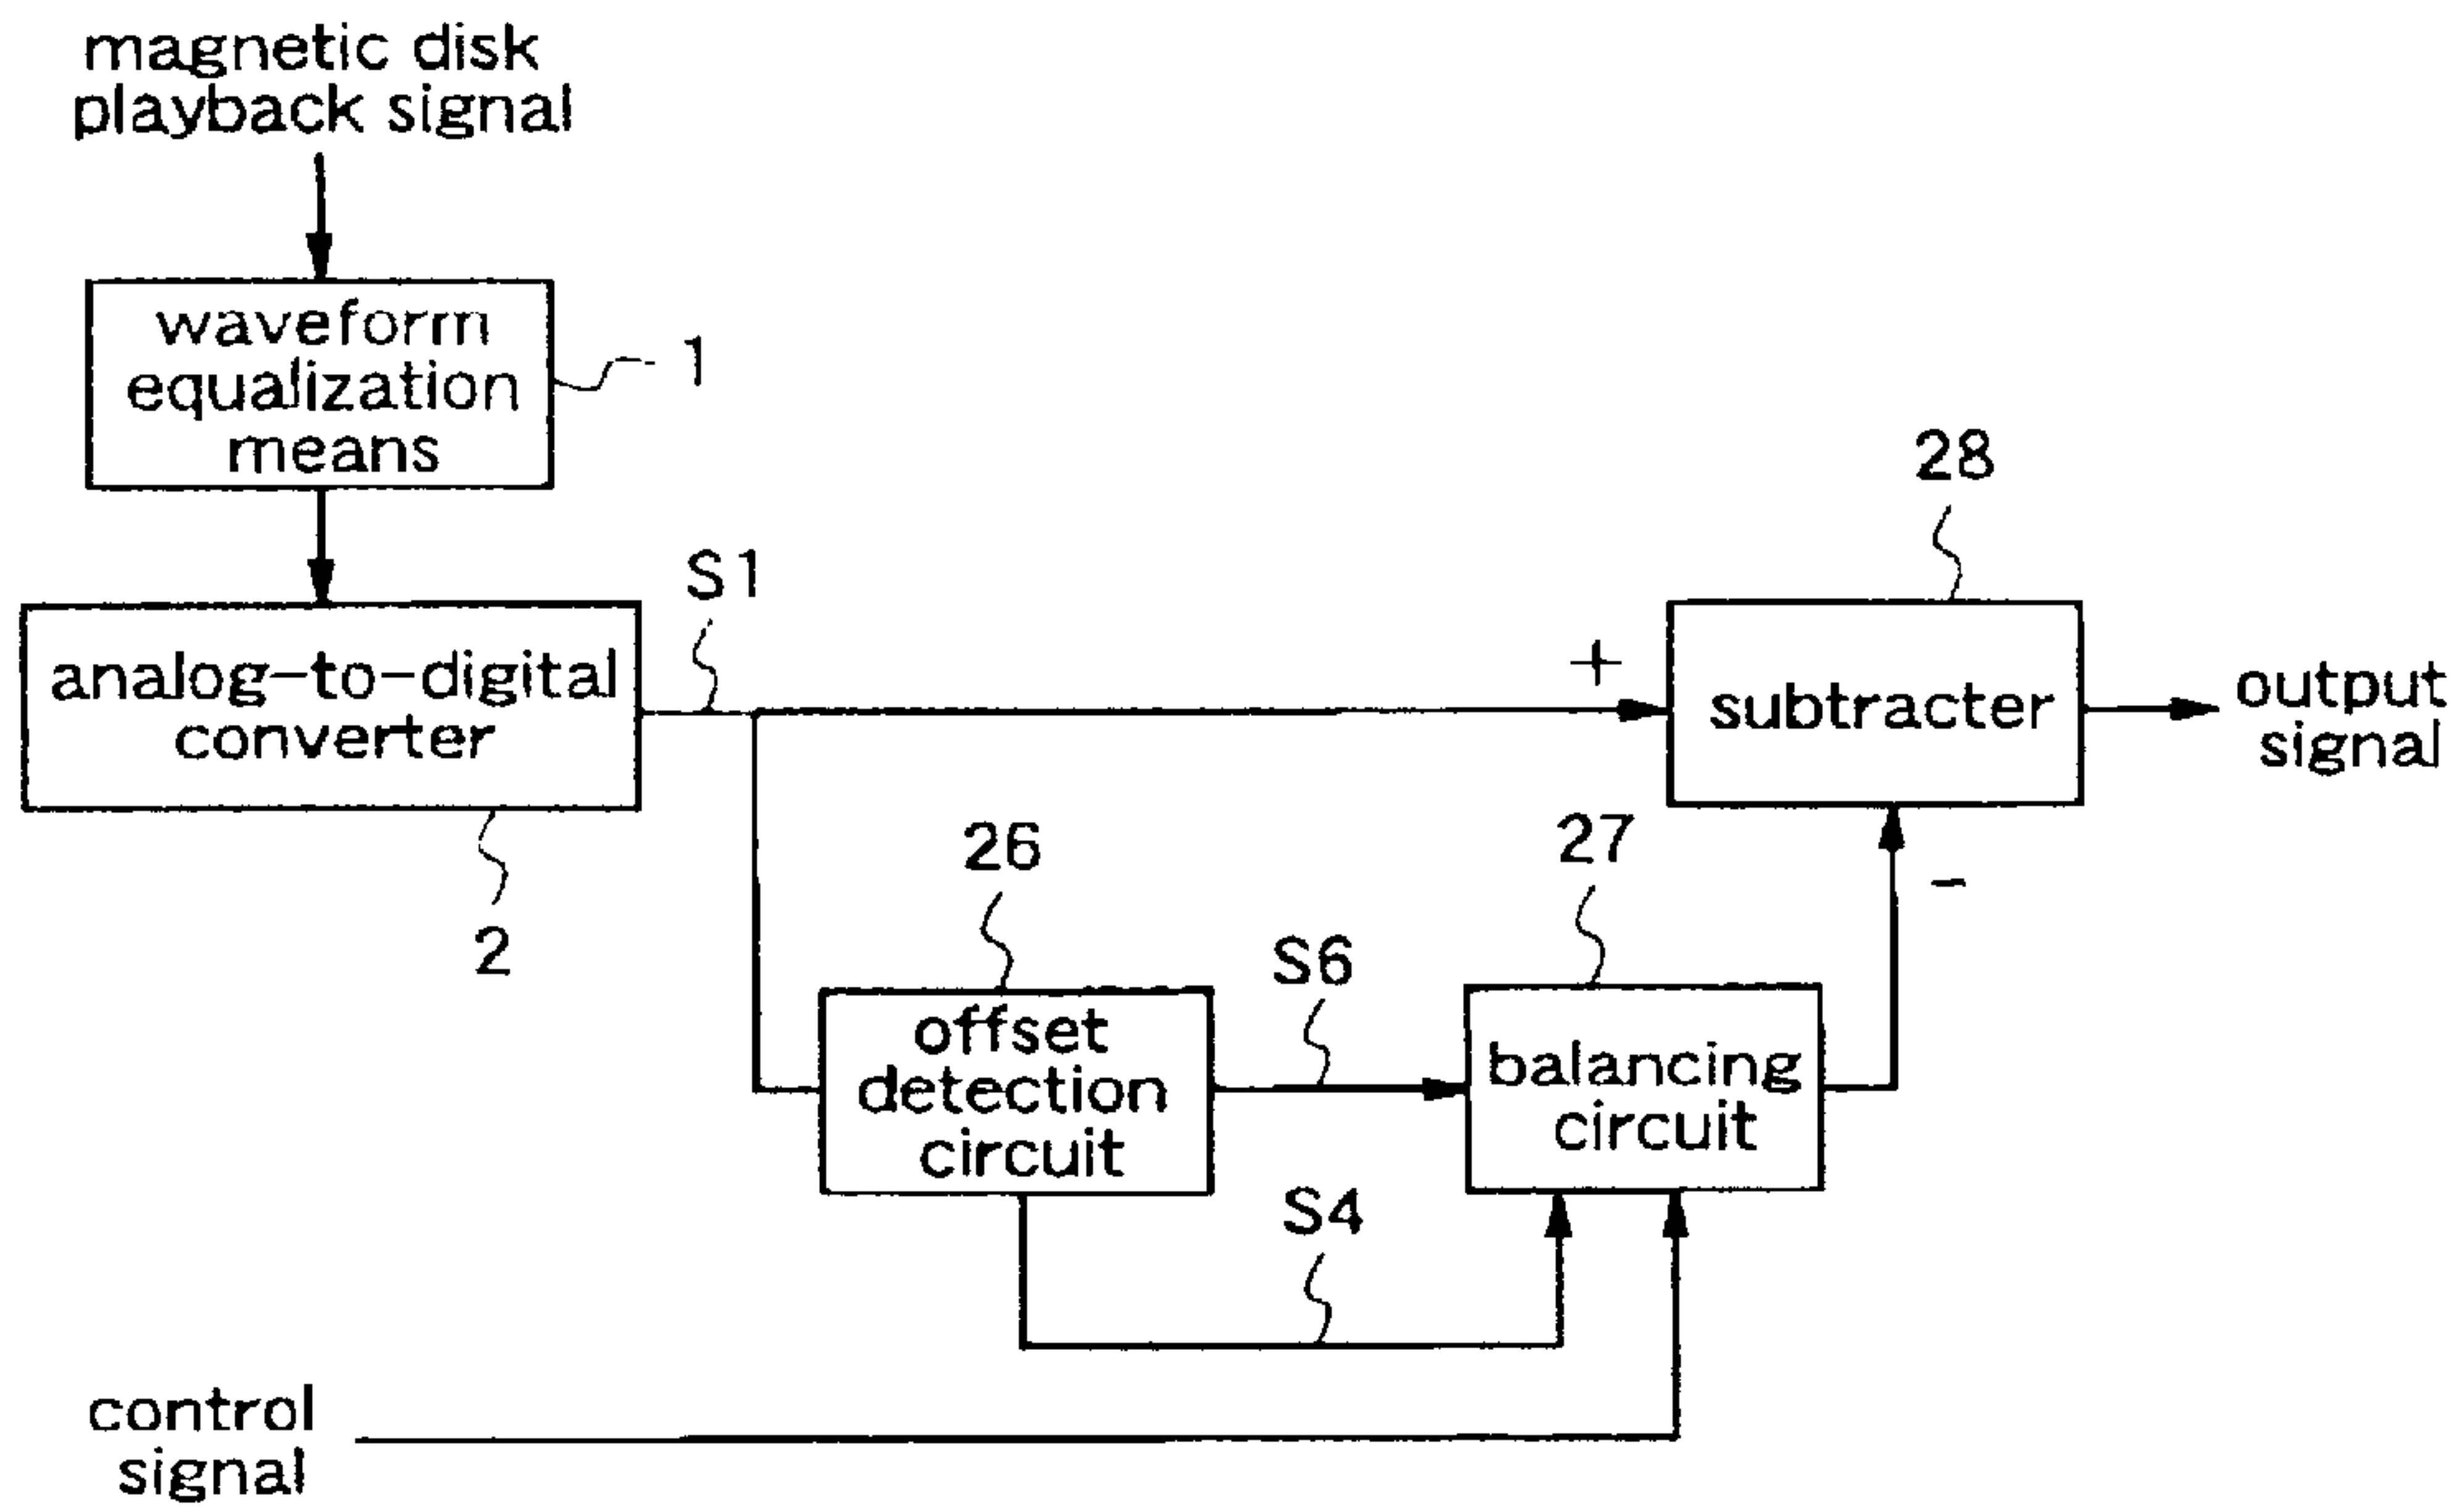 magnetic disk
playback signal
waveform
equalization
means
1
S1
28
analog-to-digital
converter
+
subtracter
output
signal
2
26
27
-
S6
offset
detection
circuit
balancing
circuit
S4
control
signal